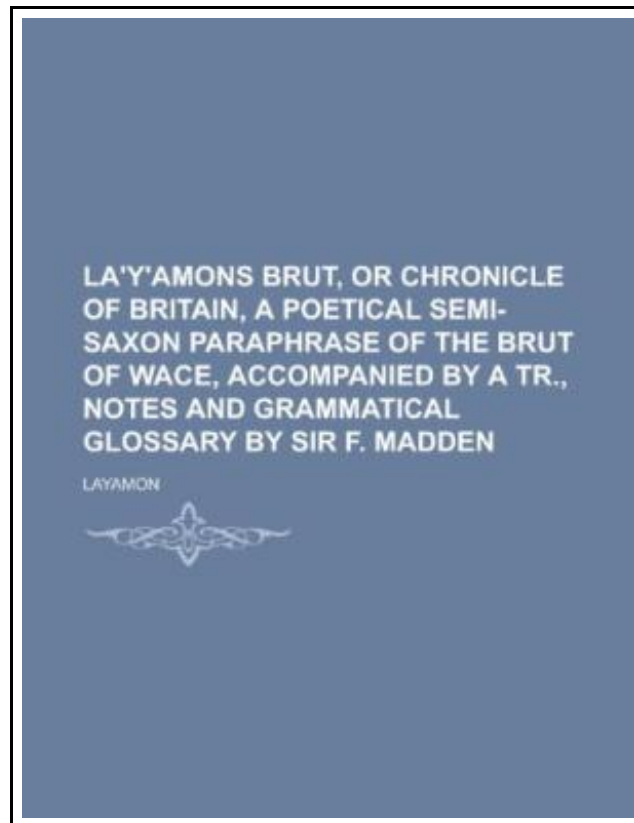 LA'Y'AMONS BRUT, OR CHRONICLE
OF BRITAIN, A POETICAL SEMI-
SAXON PARAPHRASE OF THE BRUT
OF WACE, ACCOMPANIED BY A TR.,
NOTES AND GRAMMATICAL
GLOSSARY BY SIR F. MADDEN
LAYAMON